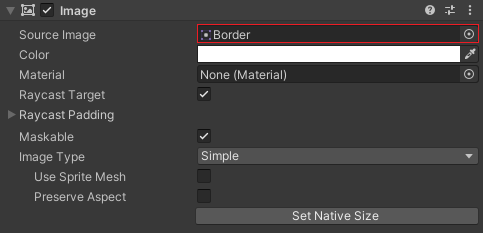 Image
Source Image Border
Color
Material None (Material)
Raycast Target
Raycast Padding
Maskable
Image Type Simple
Use Sprite Mesh
Preserve Aspect
Set Native Size